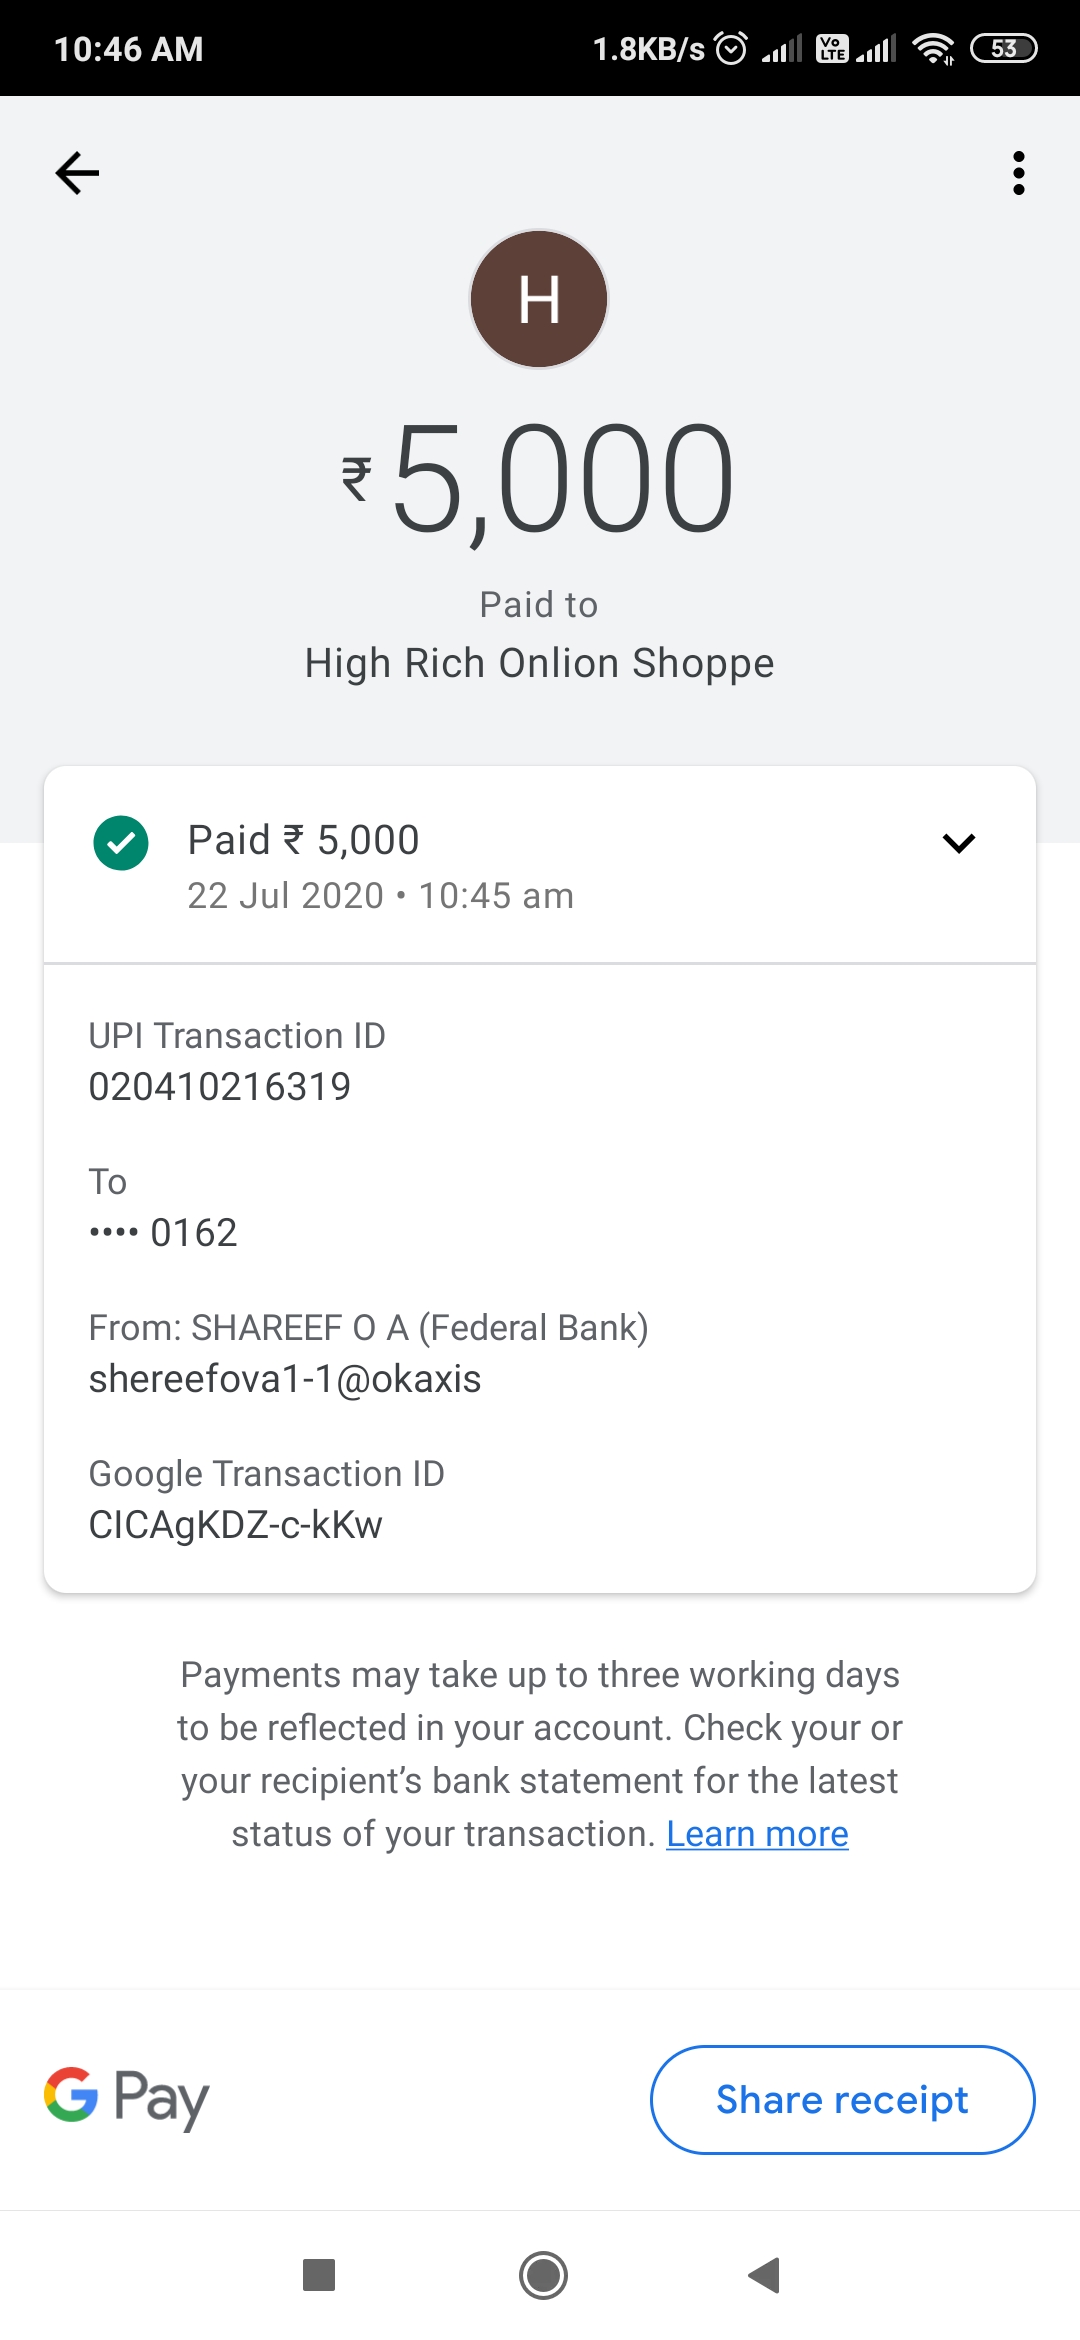 10:46 AM
1.8KB/s
Vo
LTE
53
H
₹5,000
Paid to
High Rich Onlion Shoppe
Paid ₹ 5,000
22 Jul 2020 • 10:45 am
UPI Transaction ID
020410216319
To
•••• 0162
From: SHAREEF O A (Federal Bank)
shereefova1-1@okaxis
Google Transaction ID
CICAgKDZ-c-kKw
Payments may take up to three working days
to be reflected in your account. Check your or
your recipient’s bank statement for the latest
status of your transaction. Learn more
G Pay
Share receipt